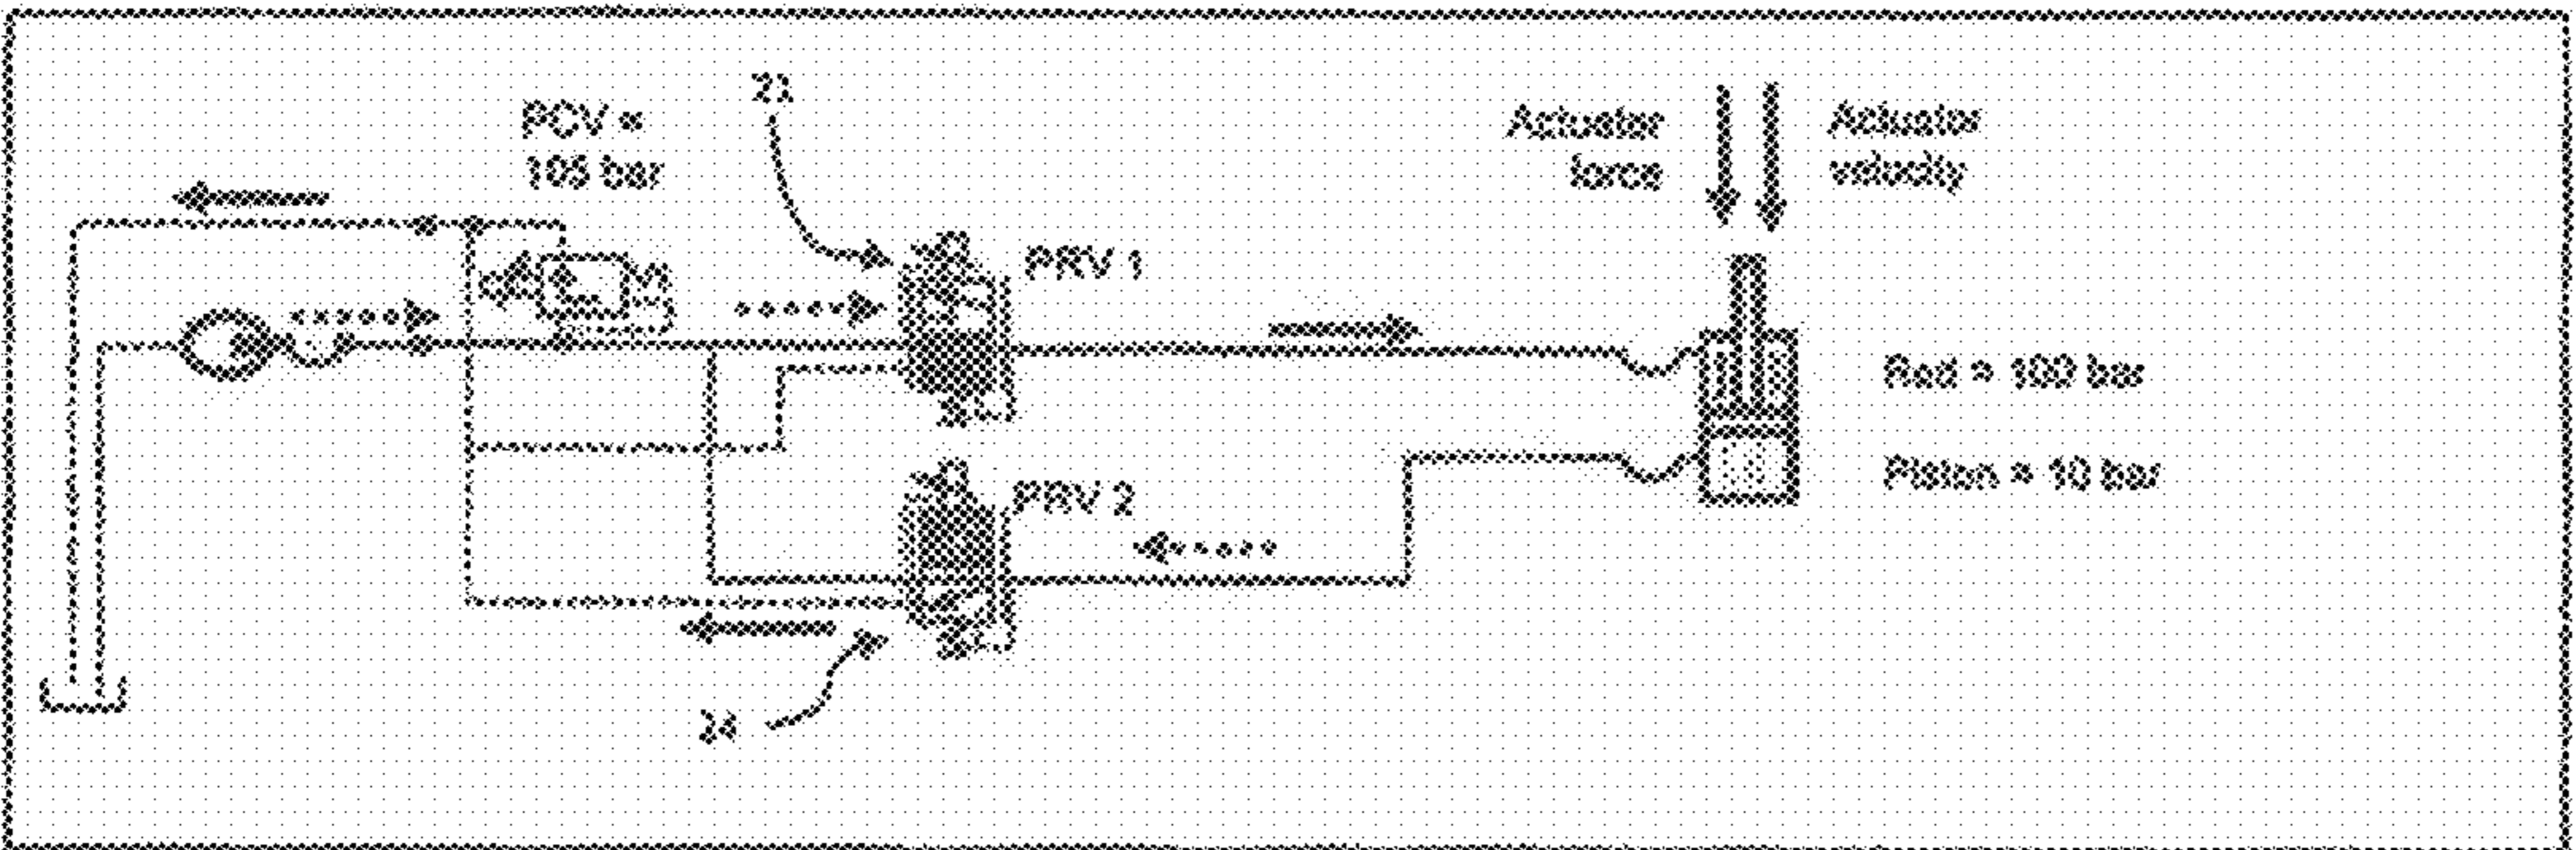 23
PCV =
105 bar
Actuator
force
Actuator
velocity
PRV 1
Rod = 100 bar
PRV 2
Piston = 10 bar
24